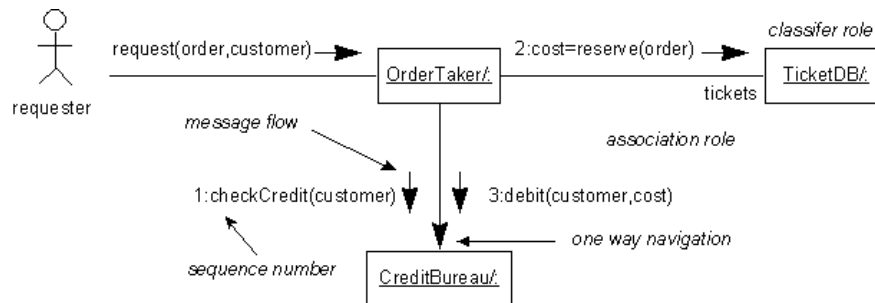 classifer role
request(order,customer)
2:cost=reserve(order)
OrderTaker/:
TicketDB/:
requester
tickets
message flow
association role
1:checkCredit(customer)
3:debit(customer,cost)
one way navigation
sequence number
CreditBureau/: